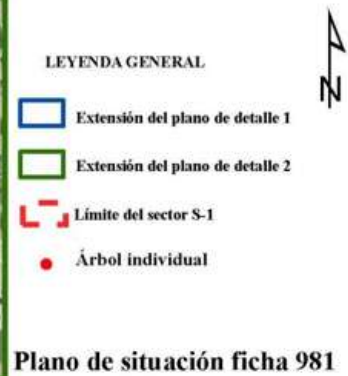 N
LEYENDA GENERAL
Extensión del plano de detalle 1
Extensión del plano de detalle 2
Límite del sector S-1
Árbol individual
Plano de situación ficha 981